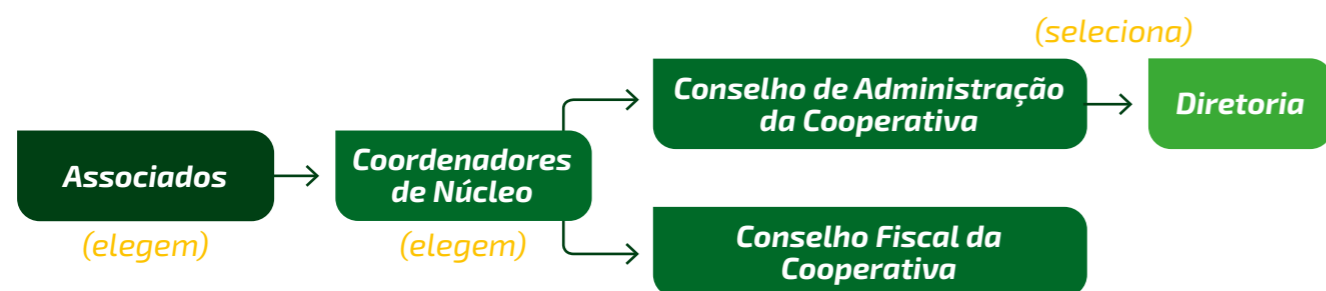 Associados
(elegem)
Coordenadores
de Núcleo
(elegem)
Conselho de Administração
da Cooperativa
(seleciona)
Diretoria
Conselho Fiscal da
Cooperativa